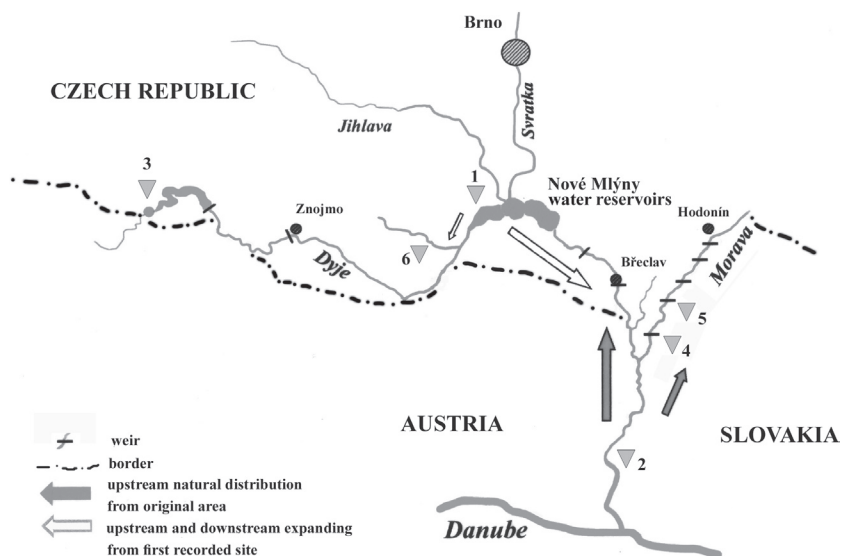 Brno
CZECH REPUBLIC
Jihlava
Svratka
3
1
Nové Mlýny
water reservoirs
Znojmo
Hodonín
Dyje
6
Břeclav
Morava
5
4
AUSTRIA
SLOVAKIA
2
weir
border
upstream natural distribution
from original area
upstream and downstream expanding
from first recorded site
Danube